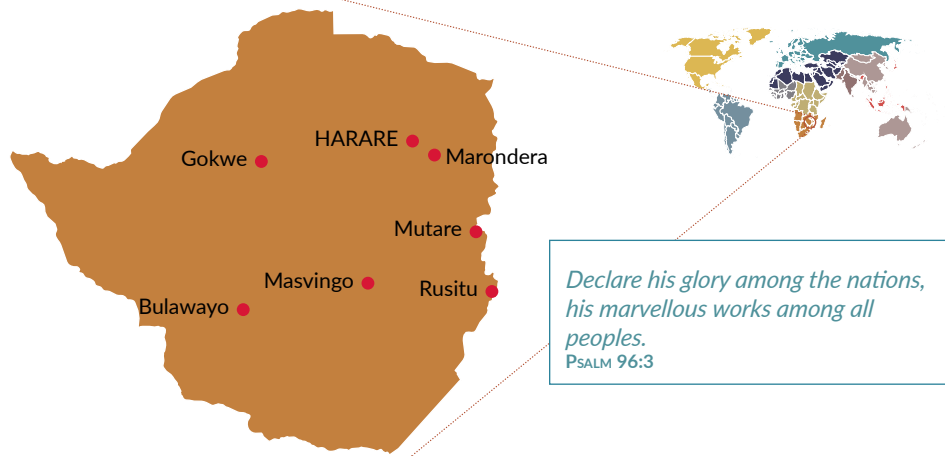 HARARE
Gokwe
Marondera
Mutare
Masvingo
Rusitu
Bulawayo
Declare his glory among the nations,
his marvellous works among all
peoples.
PSALM 96:3